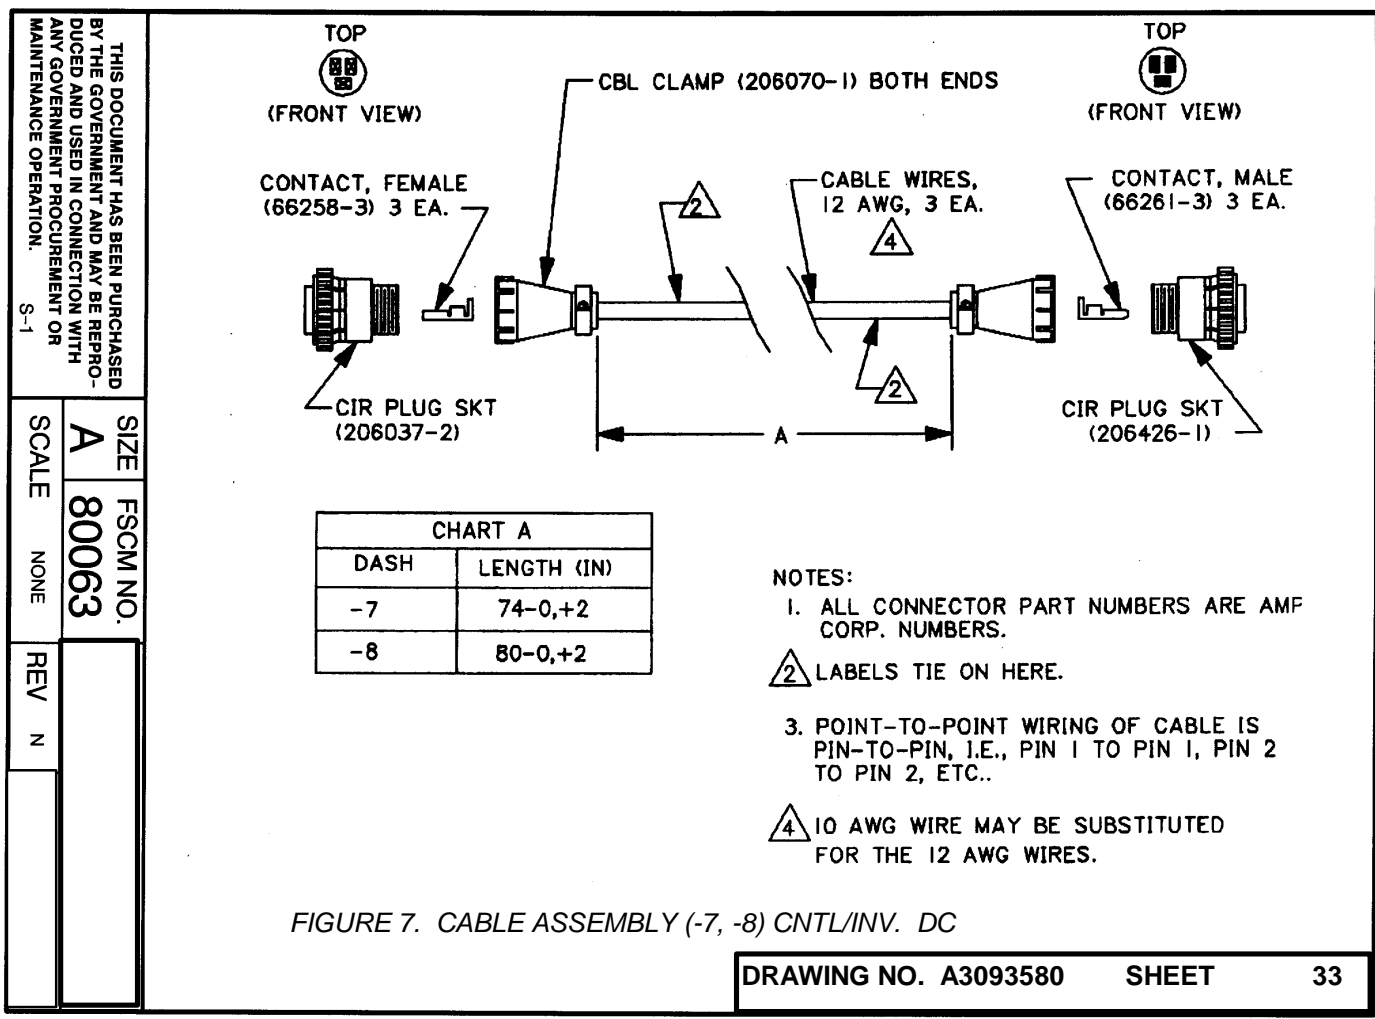 THIS DOCUMENT HAS BEEN PURCHASED
BY THE GOVERNMENT AND MAY BE REPRO-
DUCED AND USED IN CONNECTION WITH
ANY GOVERNMENT PROCUREMENT OR
MAINTENANCE OPERATION.
S-1
SIZE
A
FSCM NO.
80063
SCALE NONE
REV N
TOP
(FRONT VIEW)
CBL CLAMP (206070-1) BOTH ENDS
TOP
(FRONT VIEW)
CONTACT, FEMALE
(66258-3) 3 EA.
2
CABLE WIRES,
12 AWG, 3 EA.
4
CONTACT, MALE
(66261-3) 3 EA.
CIR PLUG SKT
(206037-2)
2
A
CIR PLUG SKT
(206426-1)
CHART A
DASH LENGTH (IN)
-7 74-0,+2
-8 80-0,+2
NOTES:
1. ALL CONNECTOR PART NUMBERS ARE AMP
CORP. NUMBERS.
2 LABELS TIE ON HERE.
3. POINT-TO-POINT WIRING OF CABLE IS
PIN-TO-PIN, I.E., PIN 1 TO PIN 1, PIN 2
TO PIN 2, ETC..
4 10 AWG WIRE MAY BE SUBSTITUTED
FOR THE 12 AWG WIRES.
FIGURE 7. CABLE ASSEMBLY (-7, -8) CNTL/INV. DC
DRAWING NO. A3093580 SHEET 33